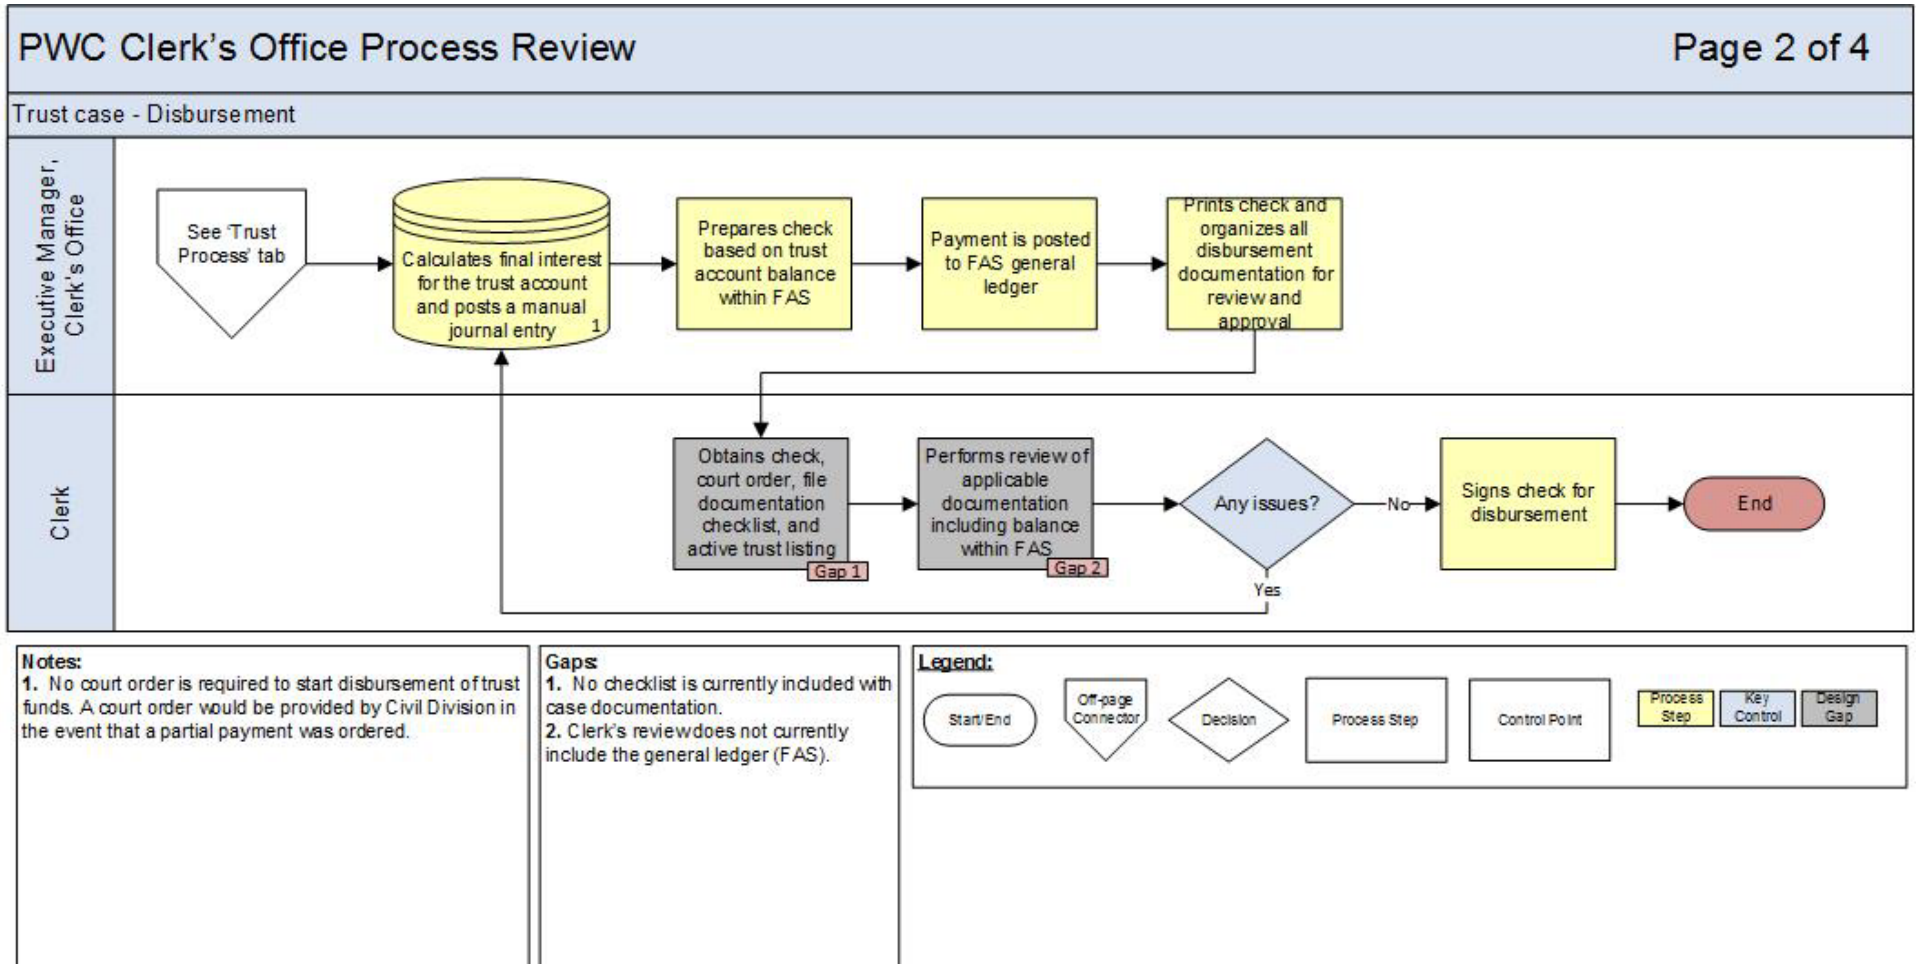 PWC Clerk's Office Process Review
Page 2 of 4
Trust case - Disbursement
Executive Manager,
Clerk's Office
See 'Trust
Process' tab
Calculates final interest
for the trust account
and posts a manual
journal entry
1
Prepares check
based on trust
account balance
within FAS
Payment is posted
to FAS general
ledger
Prints check and
organizes all
disbursement
documentation for
review and
approval
Clerk
Obtains check,
court order, file
documentation
checklist, and
active trust listing
Gap 1
Performs review of
applicable
documentation
including balance
within FAS
Gap 2
Any issues?
No
Yes
Signs check for
disbursement
End
Notes:
1. No court order is required to start disbursement of trust
funds. A court order would be provided by Civil Division in
the event that a partial payment was ordered.
Gaps:
1. No checklist is currently included with
case documentation.
2. Clerk's review does not currently
include the general ledger (FAS).
Legend:
Start/End
Off-page
Connector
Decision
Process Step
Control Point
Process
Step
Key
Control
Design
Gap